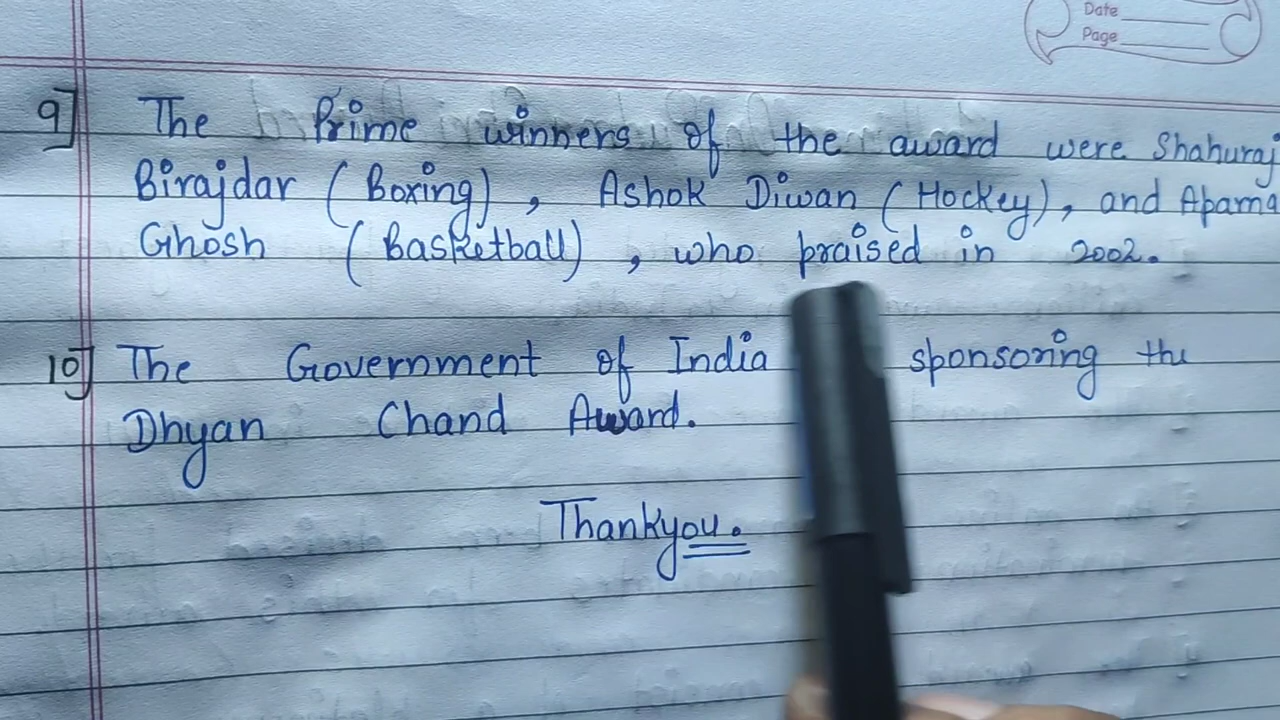 Date
Page
9] The Prime winners of the award were Shahuraj
Birajdar (Boxing), Ashok Diwan (Hockey), and Aparna
Ghosh (Basketball), who praised in 2002.
10] The Government of India sponsoring the
Dhyan Chand Award.
Thankyou.